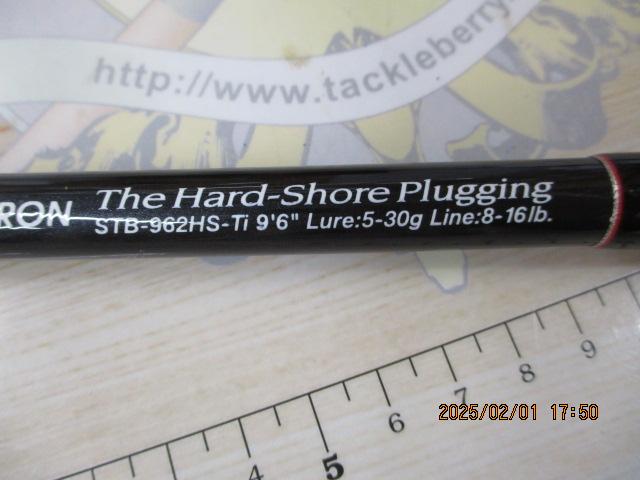 http://www.tackleberry
RON The Hard-Shore Plugging
STB-962HS-Ti 9'6" Lure:5-30g Line:8-16lb.
4 5 6 7 8 9
2025/02/01 17:50